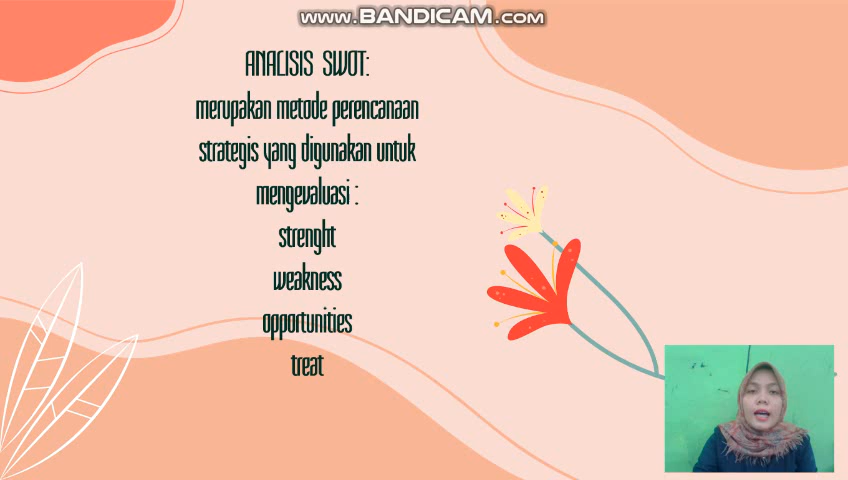 www.BANDICAM.com
ANALISIS SWOT:
merupakan metode perencanaan
strategis yang digunakan untuk
mengevaluasi :
strenght
weakness
opportunities
treat